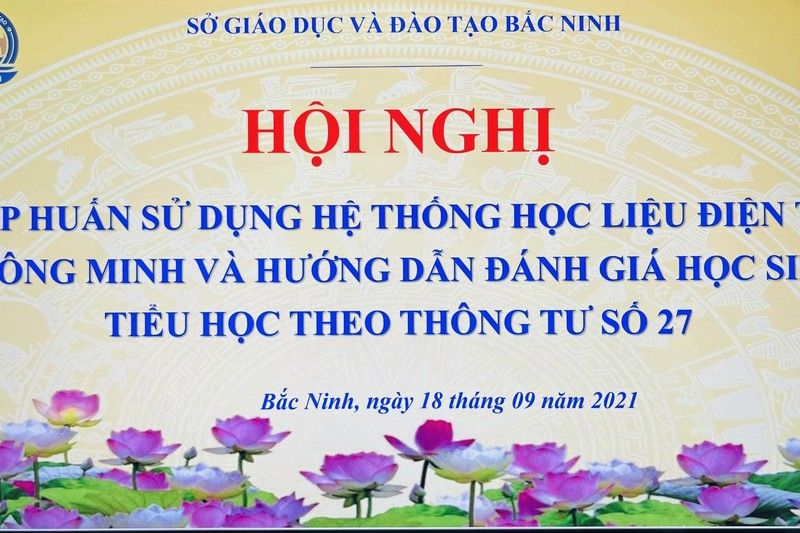 SỞ GIÁO DỤC VÀ ĐÀO TẠO BẮC NINH
HỘI NGHỊ
P HUẤN SỬ DỤNG HỆ THỐNG HỌC LIỆU ĐIỆN T
ÔNG MINH VÀ HƯỚNG DẪN ĐÁNH GIÁ HỌC SI
TIỂU HỌC THEO THÔNG TƯ SỐ 27
Bắc Ninh, ngày 18 tháng 09 năm 2021